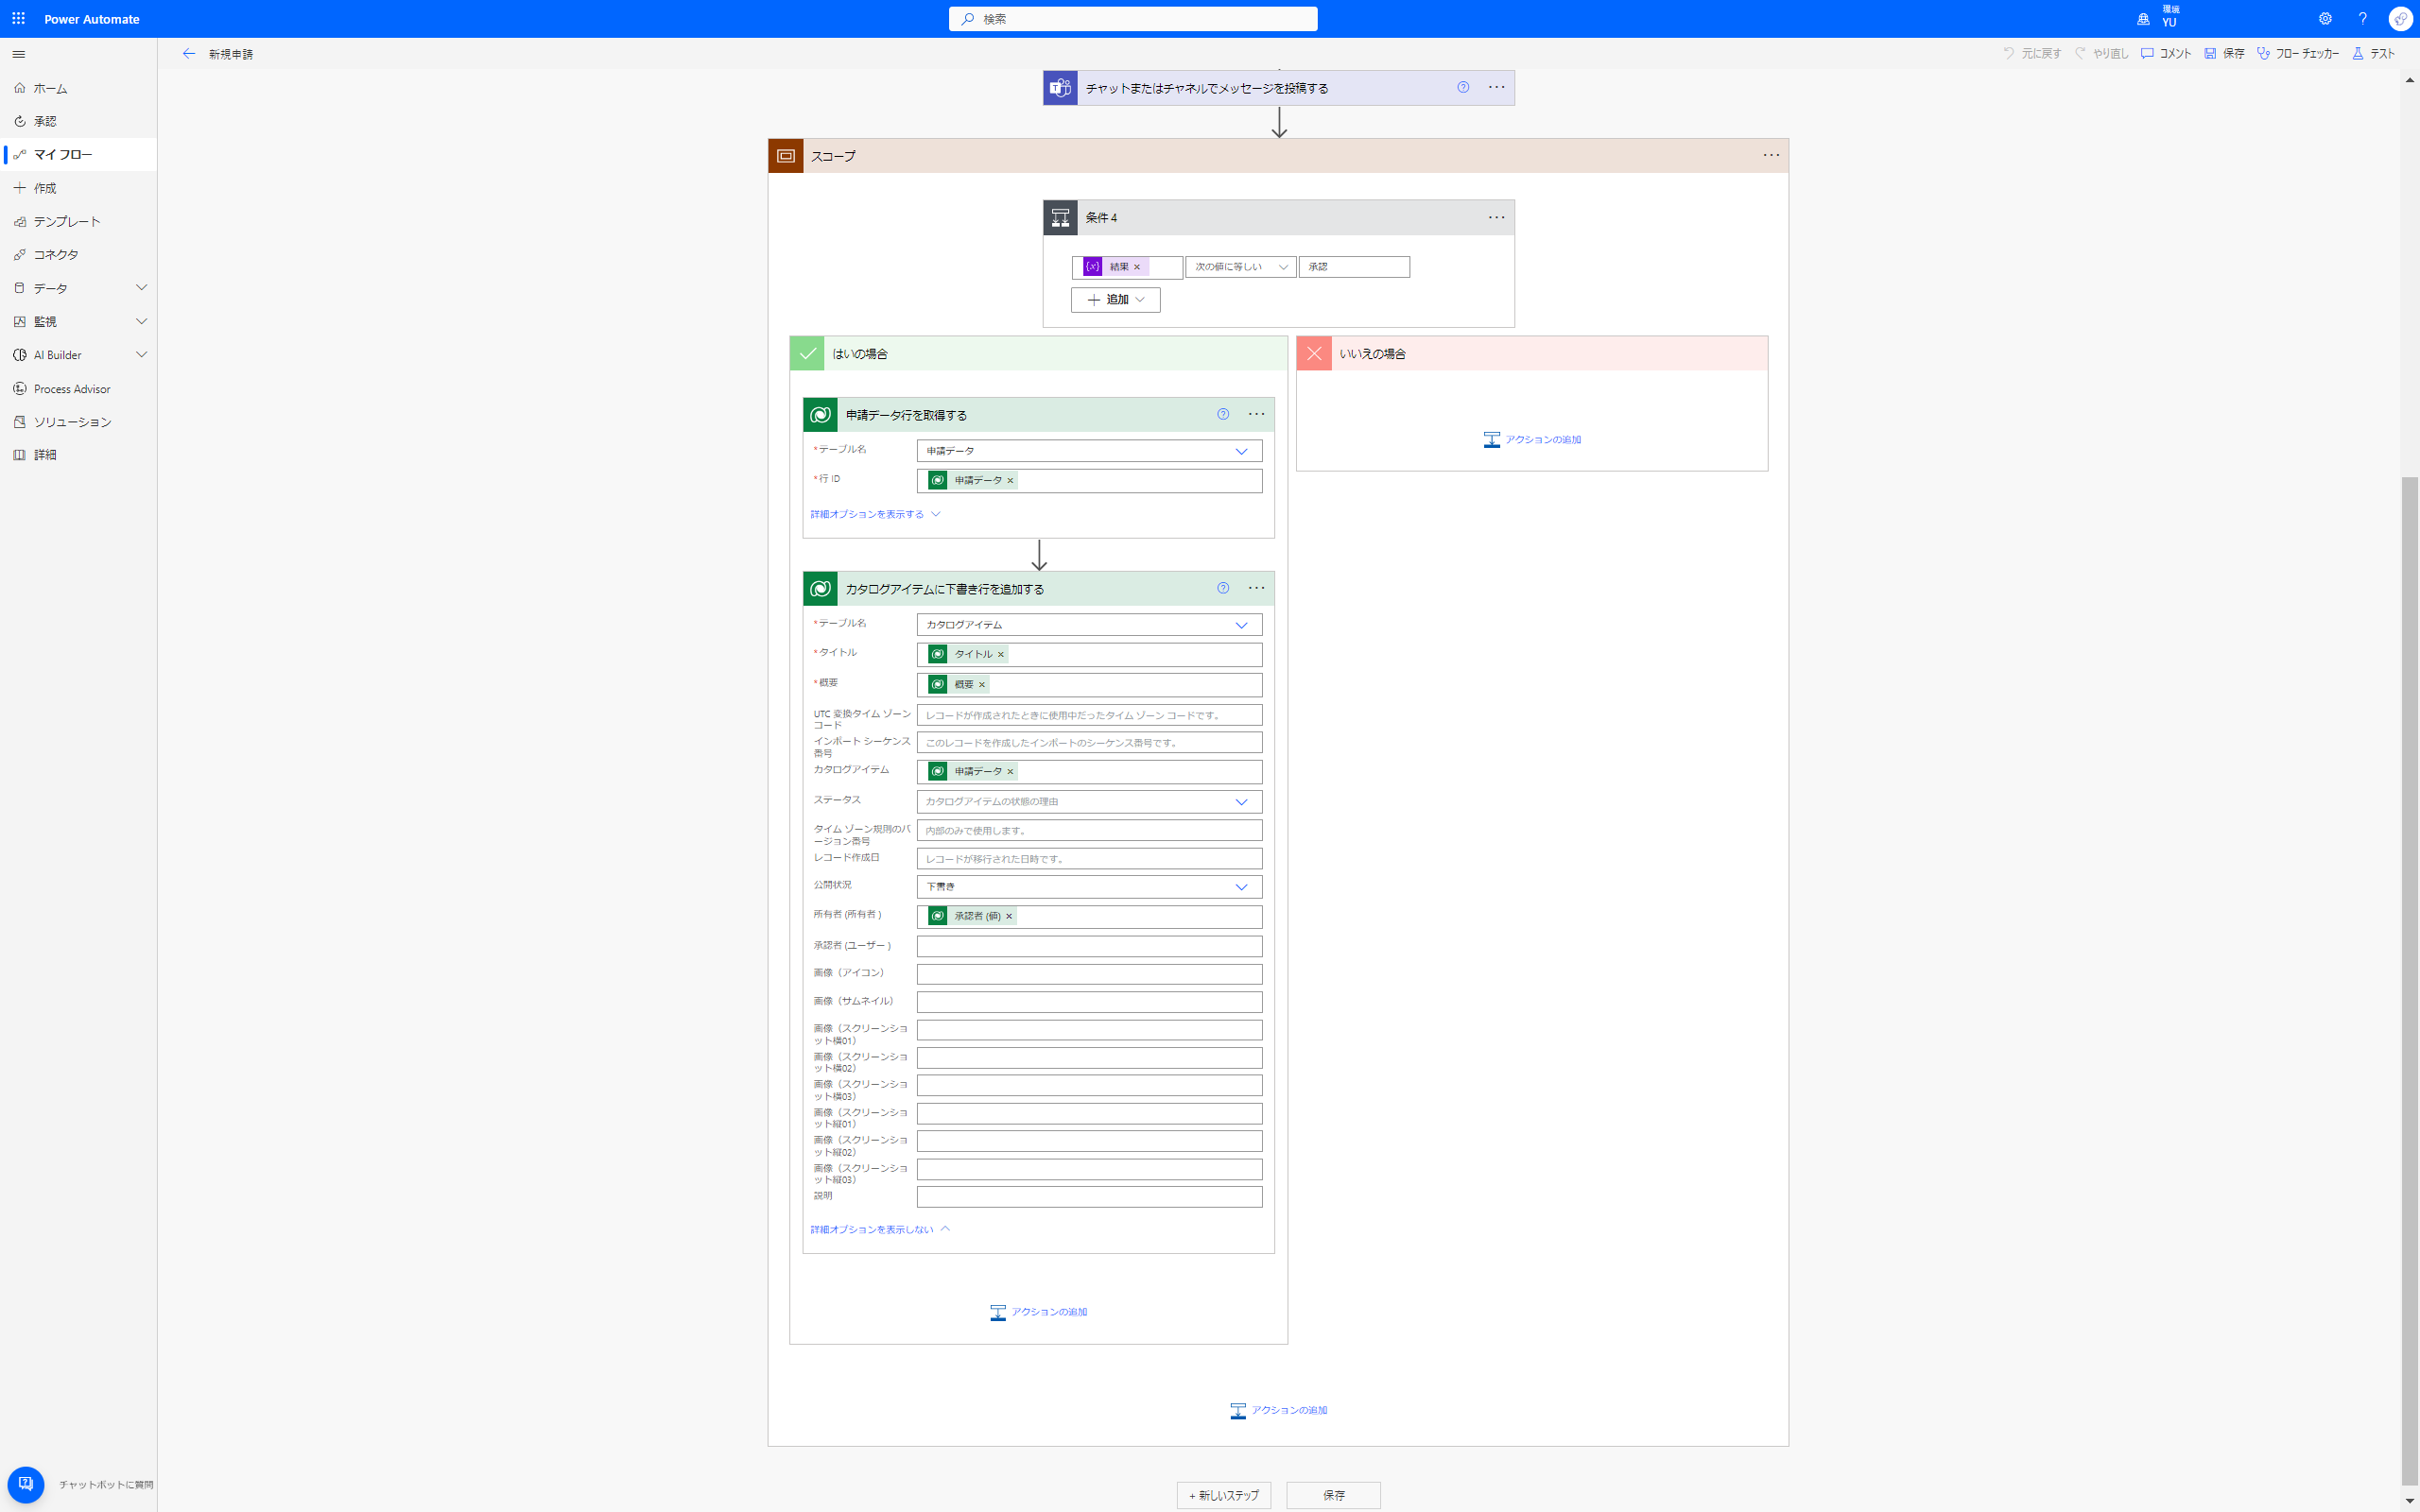 Power Automate
検索
環境
YU
新規申請
元に戻す
やり直し
コメント
保存
フロー チェッカー
テスト
ホーム
承認
マイ フロー
作成
テンプレート
コネクタ
データ
監視
AI Builder
Process Advisor
ソリューション
詳細
チャットボットに質問
チャットまたはチャネルでメッセージを投稿する
スコープ
条件 4
結果
次の値に等しい
承認
追加
はいの場合
いいえの場合
アクションの追加
申請データ行を取得する
*テーブル名 申請データ
*行 ID 申請データ
詳細オプションを表示する
カタログアイテムに下書き行を追加する
*テーブル名 カタログアイテム
*タイトル タイトル
*概要 概要
UTC 変換タイム ゾーン
コード
レコードが作成されたときに使用中だったタイム ゾーン コードです。
インポート シーケンス
番号
このレコードを作成したインポートのシーケンス番号です。
カタログアイテム 申請データ
ステータス カタログアイテムの状態の理由
タイム ゾーン規則のバ
ージョン番号
内部のみで使用します。
レコード作成日 レコードが移行された日時です。
公開状況 下書き
所有者 (所有者 ) 承認者 (値)
承認者 (ユーザー )
画像（アイコン）
画像（サムネイル）
画像（スクリーンショ
ット横01）
画像（スクリーンショ
ット横02）
画像（スクリーンショ
ット横03）
画像（スクリーンショ
ット縦01）
画像（スクリーンショ
ット縦02）
画像（スクリーンショ
ット縦03）
説明
詳細オプションを表示しない
アクションの追加
アクションの追加
+ 新しいステップ
保存